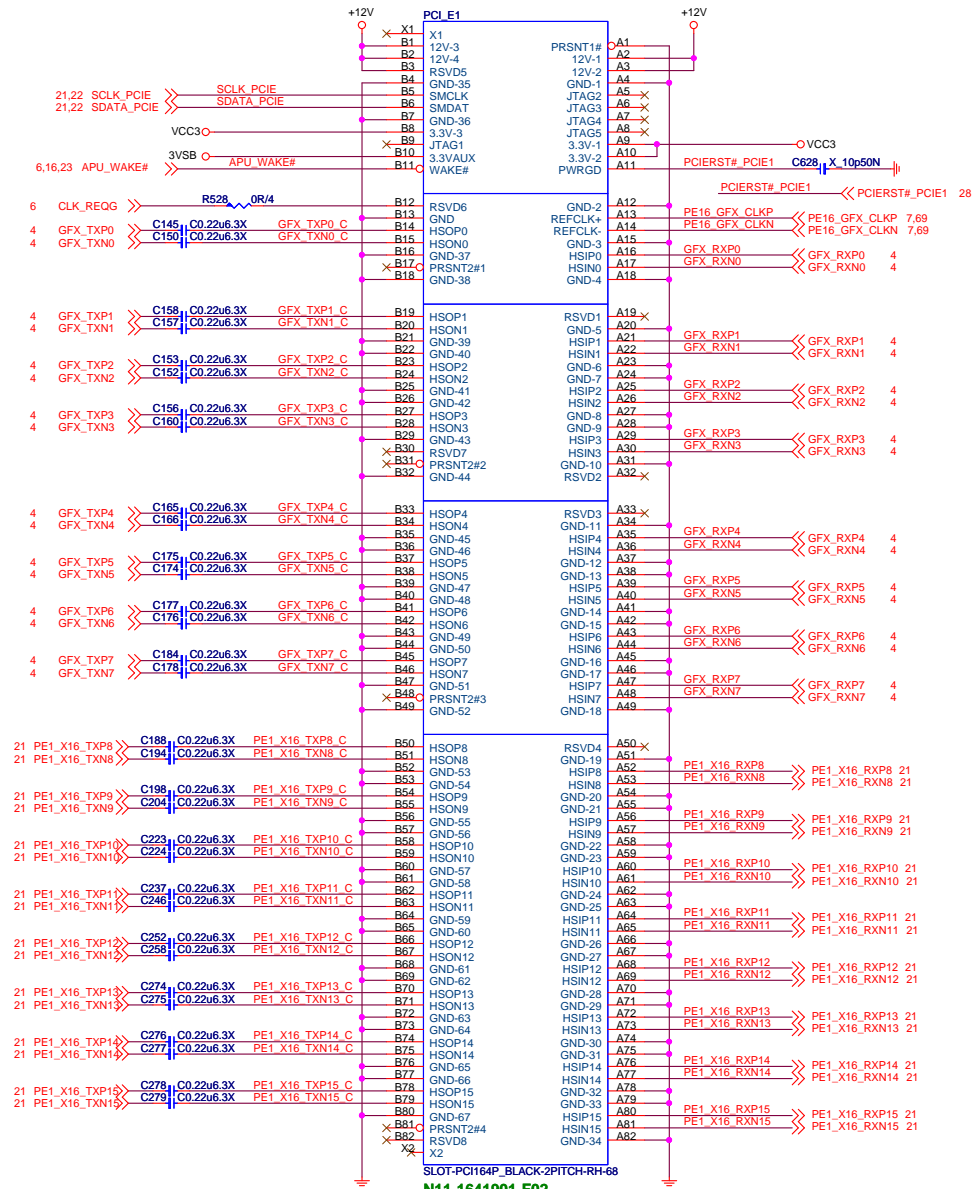 +12V PCI_E1 +12V
X1 X1
B1 12V-3 PRSNT1# A1
B2 12V-4 12V-1 A2
B3 RSVD5 12V-2 A3
B4 GND-35 GND-1 A4
21,22 SCLK_PCIE SCLK_PCIE B5 SMCLK JTAG2 A5
21,22 SDATA_PCIE SDATA_PCIE B6 SMDAT JTAG3 A6
B7 GND-36 JTAG4 A7
VCC3 B8 3.3V-3 JTAG5 A8
B9 JTAG1 3.3V-1 A9 VCC3
3VSB B10 3.3VAUX 3.3V-2 A10
6,16,23 APU_WAKE# APU_WAKE# B11 WAKE# PWRGD A11 PCIERST#_PCIE1 C628 X_10p50N
PCIERST#_PCIE1 PCIERST#_PCIE1 28
6 CLK_REQG R528 0R/4 B12 RSVD6 GND-2 A12
B13 GND REFCLK+ A13 PE16_GFX_CLKP PE16_GFX_CLKP 7,69
4 GFX_TXP0 C145 C0.22u6.3X GFX_TXP0_C B14 HSOP0 REFCLK- A14 PE16_GFX_CLKN PE16_GFX_CLKN 7,69
4 GFX_TXN0 C150 C0.22u6.3X GFX_TXN0_C B15 HSON0 GND-3 A15
B16 GND-37 HSIP0 A16 GFX_RXP0 GFX_RXP0 4
B17 PRSNT2#1 HSIN0 A17 GFX_RXN0 GFX_RXN0 4
B18 GND-38 GND-4 A18
4 GFX_TXP1 C158 C0.22u6.3X GFX_TXP1_C B19 HSOP1 RSVD1 A19
4 GFX_TXN1 C157 C0.22u6.3X GFX_TXN1_C B20 HSON1 GND-5 A20
B21 GND-39 HSIP1 A21 GFX_RXP1 GFX_RXP1 4
B22 GND-40 HSIN1 A22 GFX_RXN1 GFX_RXN1 4
4 GFX_TXP2 C153 C0.22u6.3X GFX_TXP2_C B23 HSOP2 GND-6 A23
4 GFX_TXN2 C152 C0.22u6.3X GFX_TXN2_C B24 HSON2 GND-7 A24
B25 GND-41 HSIP2 A25 GFX_RXP2 GFX_RXP2 4
B26 GND-42 HSIN2 A26 GFX_RXN2 GFX_RXN2 4
4 GFX_TXP3 C156 C0.22u6.3X GFX_TXP3_C B27 HSOP3 GND-8 A27
4 GFX_TXN3 C160 C0.22u6.3X GFX_TXN3_C B28 HSON3 GND-9 A28
B29 GND-43 HSIP3 A29 GFX_RXP3 GFX_RXP3 4
B30 RSVD7 HSIN3 A30 GFX_RXN3 GFX_RXN3 4
B31 PRSNT2#2 GND-10 A31
B32 GND-44 RSVD2 A32
4 GFX_TXP4 C165 C0.22u6.3X GFX_TXP4_C B33 HSOP4 RSVD3 A33
4 GFX_TXN4 C166 C0.22u6.3X GFX_TXN4_C B34 HSON4 GND-11 A34
B35 GND-45 HSIP4 A35 GFX_RXP4 GFX_RXP4 4
B36 GND-46 HSIN4 A36 GFX_RXN4 GFX_RXN4 4
4 GFX_TXP5 C175 C0.22u6.3X GFX_TXP5_C B37 HSOP5 GND-12 A37
4 GFX_TXN5 C174 C0.22u6.3X GFX_TXN5_C B38 HSON5 GND-13 A38
B39 GND-47 HSIP5 A39 GFX_RXP5 GFX_RXP5 4
B40 GND-48 HSIN5 A40 GFX_RXN5 GFX_RXN5 4
4 GFX_TXP6 C177 C0.22u6.3X GFX_TXP6_C B41 HSOP6 GND-14 A41
4 GFX_TXN6 C176 C0.22u6.3X GFX_TXN6_C B42 HSON6 GND-15 A42
B43 GND-49 HSIP6 A43 GFX_RXP6 GFX_RXP6 4
B44 GND-50 HSIN6 A44 GFX_RXN6 GFX_RXN6 4
4 GFX_TXP7 C184 C0.22u6.3X GFX_TXP7_C B45 HSOP7 GND-16 A45
4 GFX_TXN7 C178 C0.22u6.3X GFX_TXN7_C B46 HSON7 GND-17 A46
B47 GND-51 HSIP7 A47 GFX_RXP7 GFX_RXP7 4
B48 PRSNT2#3 HSIN7 A48 GFX_RXN7 GFX_RXN7 4
B49 GND-52 GND-18 A49
21 PE1_X16_TXP8 C188 C0.22u6.3X PE1_X16_TXP8_C B50 HSOP8 RSVD4 A50
21 PE1_X16_TXN8 C194 C0.22u6.3X PE1_X16_TXN8_C B51 HSON8 GND-19 A51
B52 GND-53 HSIP8 A52 PE1_X16_RXP8 PE1_X16_RXP8 21
B53 GND-54 HSIN8 A53 PE1_X16_RXN8 PE1_X16_RXN8 21
21 PE1_X16_TXP9 C198 C0.22u6.3X PE1_X16_TXP9_C B54 HSOP9 GND-20 A54
21 PE1_X16_TXN9 C204 C0.22u6.3X PE1_X16_TXN9_C B55 HSON9 GND-21 A55
B56 GND-55 HSIP9 A56 PE1_X16_RXP9 PE1_X16_RXP9 21
B57 GND-56 HSIN9 A57 PE1_X16_RXN9 PE1_X16_RXN9 21
21 PE1_X16_TXP10 C223 C0.22u6.3X PE1_X16_TXP10_C B58 HSOP10 GND-22 A58
21 PE1_X16_TXN10 C224 C0.22u6.3X PE1_X16_TXN10_C B59 HSON10 GND-23 A59
B60 GND-57 HSIP10 A60 PE1_X16_RXP10 PE1_X16_RXP10 21
B61 GND-58 HSIN10 A61 PE1_X16_RXN10 PE1_X16_RXN10 21
21 PE1_X16_TXP11 C237 C0.22u6.3X PE1_X16_TXP11_C B62 HSOP11 GND-24 A62
21 PE1_X16_TXN11 C246 C0.22u6.3X PE1_X16_TXN11_C B63 HSON11 GND-25 A63
B64 GND-59 HSIP11 A64 PE1_X16_RXP11 PE1_X16_RXP11 21
B65 GND-60 HSIN11 A65 PE1_X16_RXN11 PE1_X16_RXN11 21
21 PE1_X16_TXP12 C252 C0.22u6.3X PE1_X16_TXP12_C B66 HSOP12 GND-26 A66
21 PE1_X16_TXN12 C258 C0.22u6.3X PE1_X16_TXN12_C B67 HSON12 GND-27 A67
B68 GND-61 HSIP12 A68 PE1_X16_RXP12 PE1_X16_RXP12 21
B69 GND-62 HSIN12 A69 PE1_X16_RXN12 PE1_X16_RXN12 21
21 PE1_X16_TXP13 C274 C0.22u6.3X PE1_X16_TXP13_C B70 HSOP13 GND-28 A70
21 PE1_X16_TXN13 C275 C0.22u6.3X PE1_X16_TXN13_C B71 HSON13 GND-29 A71
B72 GND-63 HSIP13 A72 PE1_X16_RXP13 PE1_X16_RXP13 21
B73 GND-64 HSIN13 A73 PE1_X16_RXN13 PE1_X16_RXN13 21
21 PE1_X16_TXP14 C276 C0.22u6.3X PE1_X16_TXP14_C B74 HSOP14 GND-30 A74
21 PE1_X16_TXN14 C277 C0.22u6.3X PE1_X16_TXN14_C B75 HSON14 GND-31 A75
B76 GND-65 HSIP14 A76 PE1_X16_RXP14 PE1_X16_RXP14 21
B77 GND-66 HSIN14 A77 PE1_X16_RXN14 PE1_X16_RXN14 21
21 PE1_X16_TXP15 C278 C0.22u6.3X PE1_X16_TXP15_C B78 HSOP15 GND-32 A78
21 PE1_X16_TXN15 C279 C0.22u6.3X PE1_X16_TXN15_C B79 HSON15 GND-33 A79
B80 GND-67 HSIP15 A80 PE1_X16_RXP15 PE1_X16_RXP15 21
B81 PRSNT2#4 HSIN15 A81 PE1_X16_RXN15 PE1_X16_RXN15 21
B82 RSVD8 GND-34 A82
X2 X2
SLOT-PCI164P_BLACK-2PITCH-RH-68